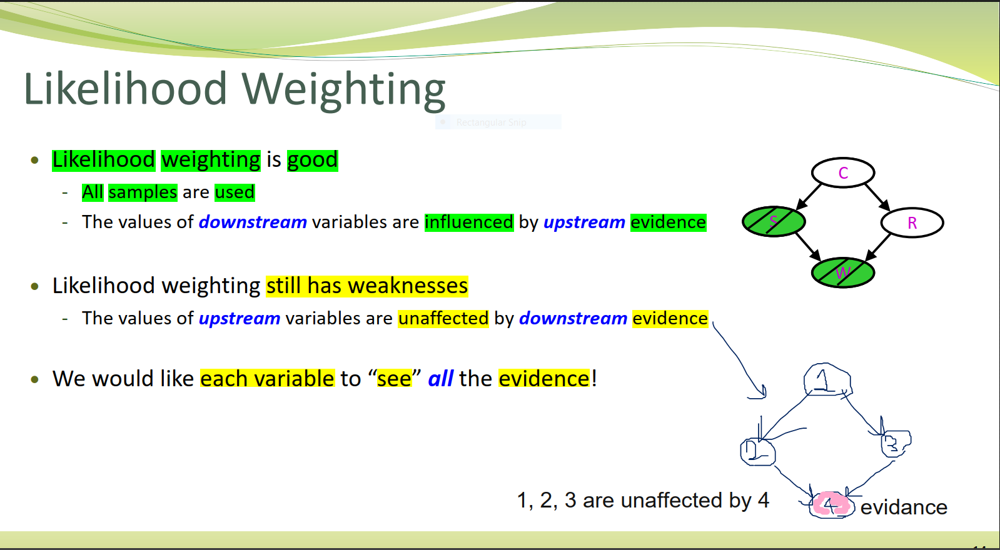 Likelihood Weighting
Rectangular Snip
• Likelihood weighting is good
- All samples are used
- The values of downstream variables are influenced by upstream evidence
• Likelihood weighting still has weaknesses
- The values of upstream variables are unaffected by downstream evidence
• We would like each variable to “see” all the evidence!
C
S
R
W
1
2
3
4
1, 2, 3 are unaffected by 4
evidance